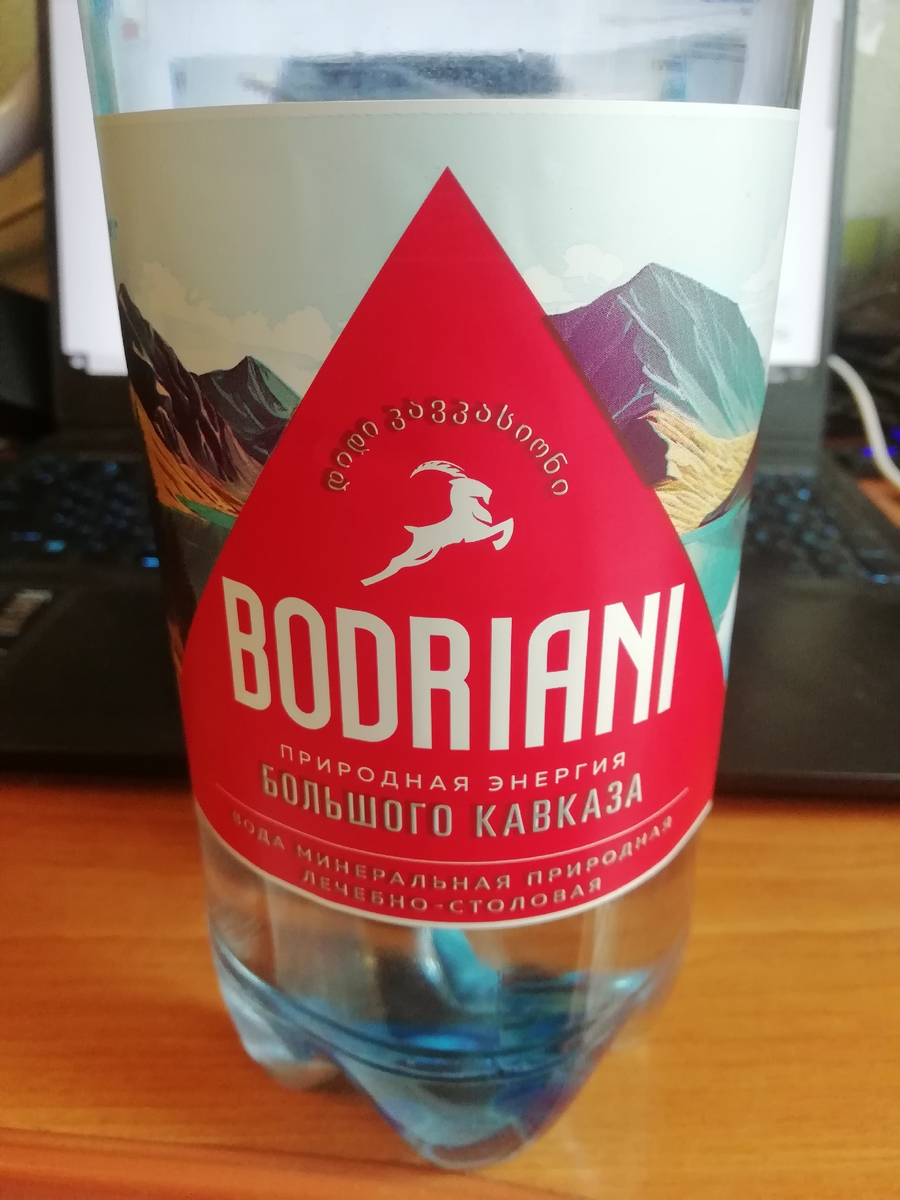 დიდი კავკასიონი
BODRIANI
ПРИРОДНАЯ ЭНЕРГИЯ
БОЛЬШОГО КАВКАЗА
ВОДА МИНЕРАЛЬНАЯ ПРИРОДНАЯ
ЛЕЧЕБНО-СТОЛОВАЯ